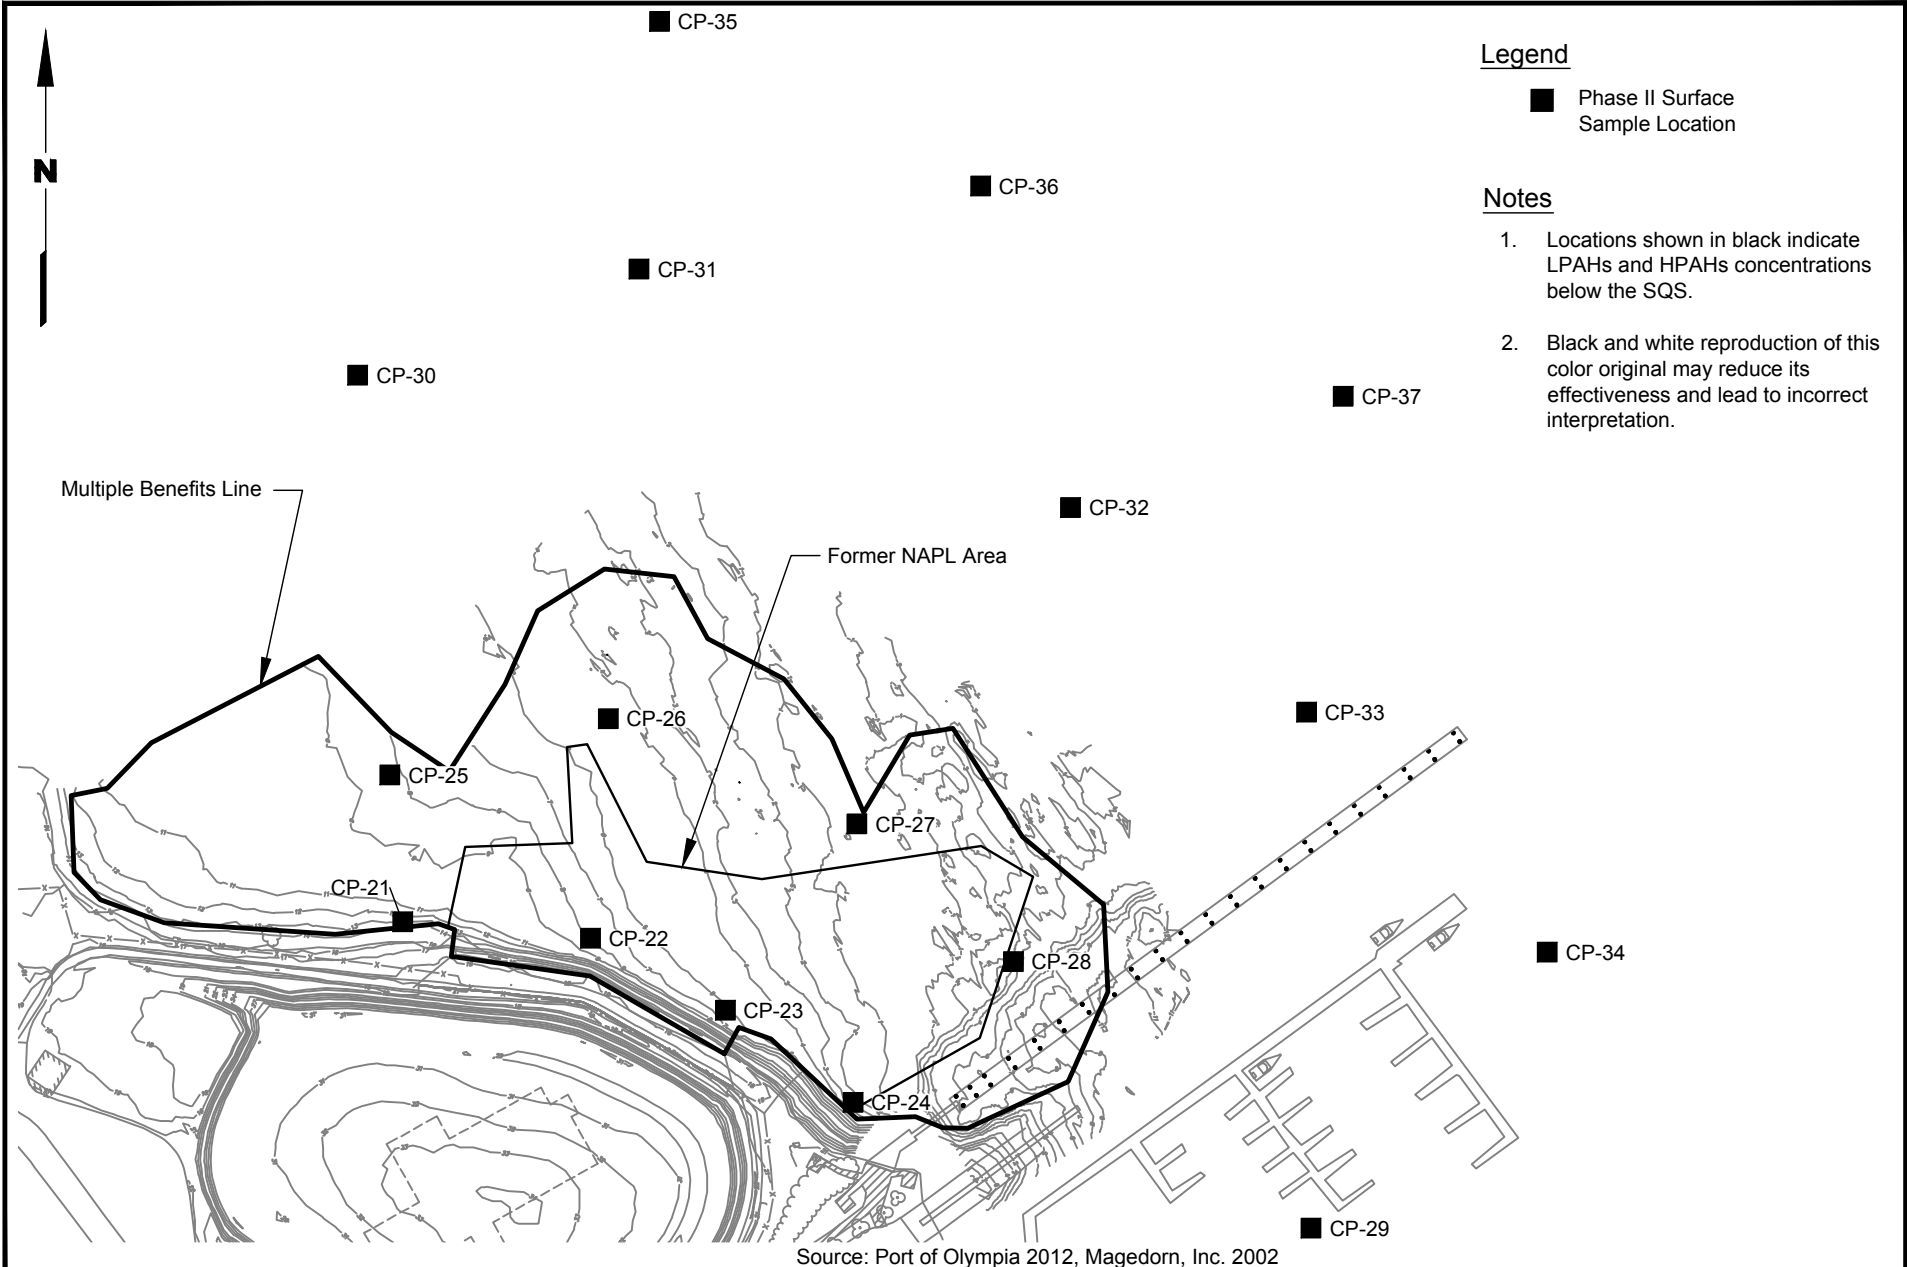 CP-35
Legend
Phase II Surface
Sample Location
N
CP-36
Notes
1. Locations shown in black indicate
LPAHs and HPAHs concentrations
below the SQS.
CP-31
2. Black and white reproduction of this
color original may reduce its
effectiveness and lead to incorrect
interpretation.
CP-30
CP-37
Multiple Benefits Line
CP-32
Former NAPL Area
CP-26
CP-33
CP-25
CP-27
CP-21
CP-22
CP-28
CP-34
CP-23
CP-24
CP-29
Source: Port of Olympia 2012, Magedorn, Inc. 2002